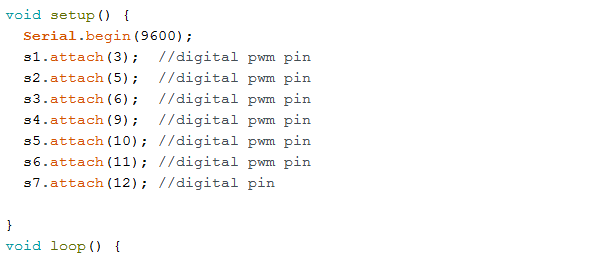 void setup() {
  Serial.begin(9600);
  s1.attach(3);  //digital pwm pin
  s2.attach(5);  //digital pwm pin
  s3.attach(6);  //digital pwm pin
  s4.attach(9);  //digital pwm pin
  s5.attach(10); //digital pwm pin
  s6.attach(11); //digital pwm pin
  s7.attach(12); //digital pin

}
void loop() {